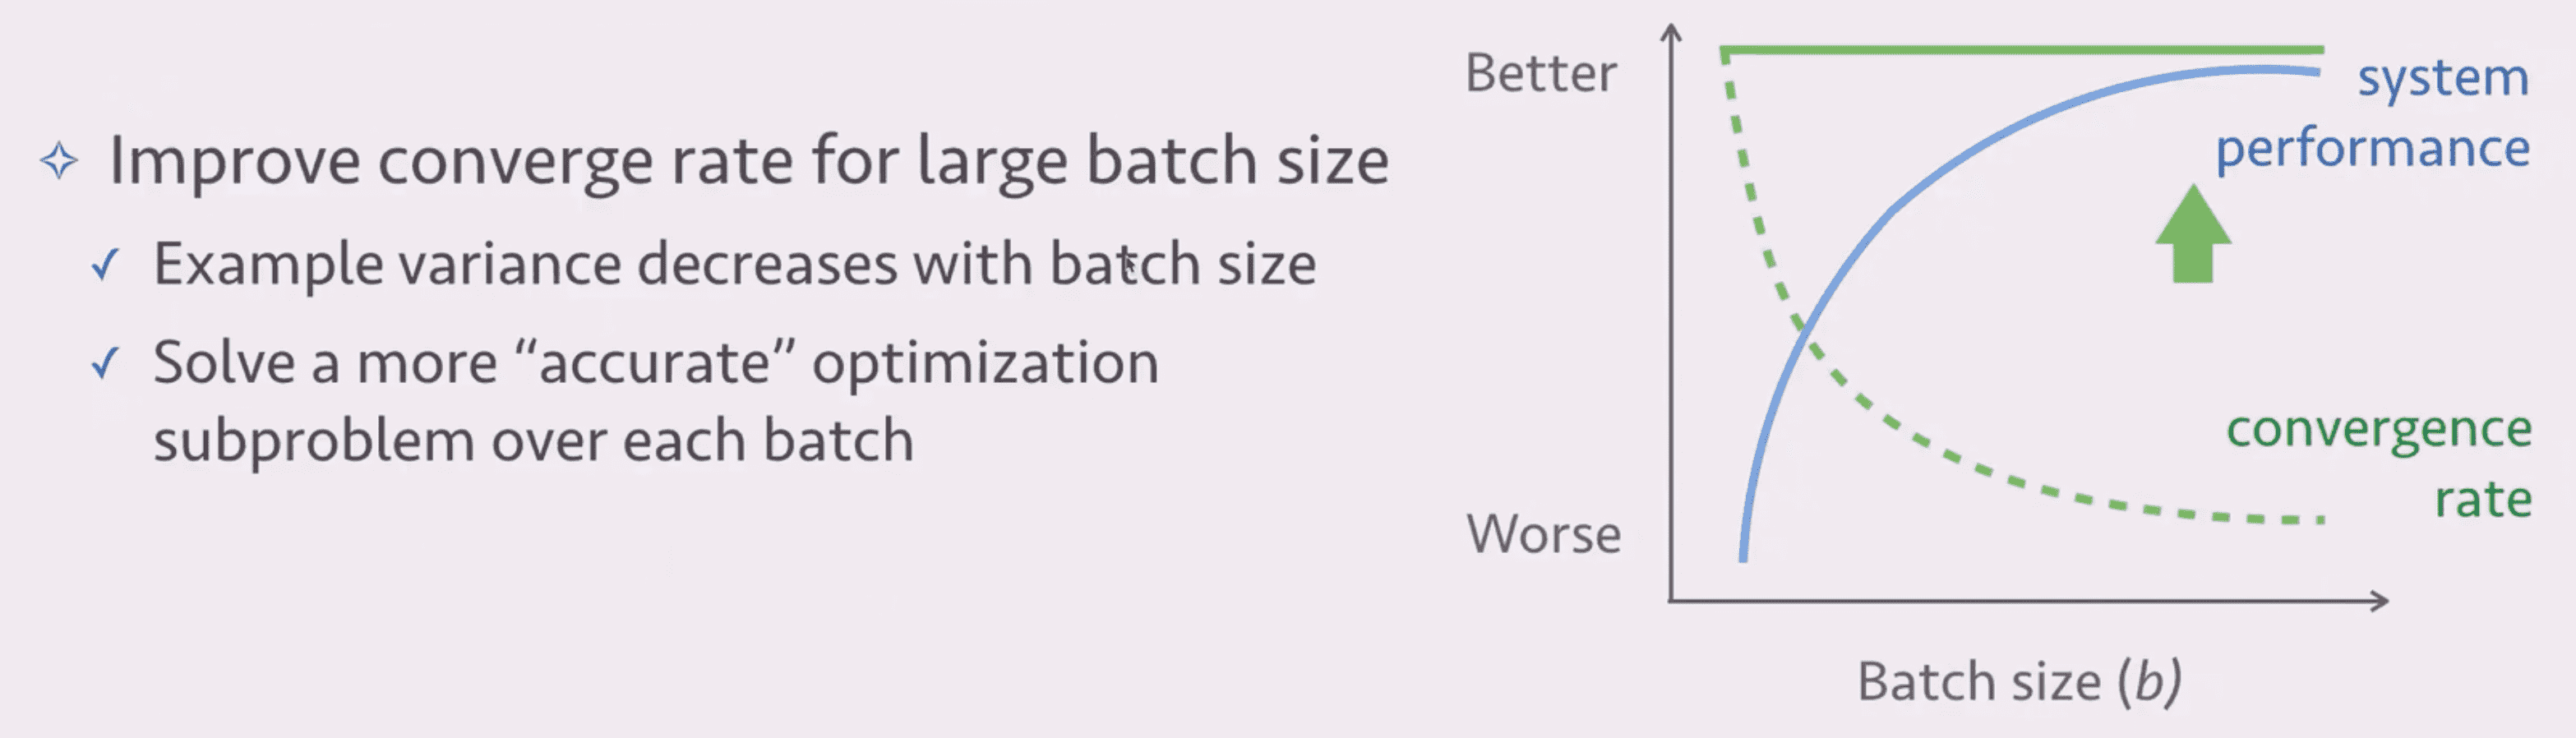 Improve converge rate for large batch size
✓ Example variance decreases with batch size
✓ Solve a more “accurate” optimization
subproblem over each batch
Better
Worse
system
performance
convergence
rate
Batch size (b)